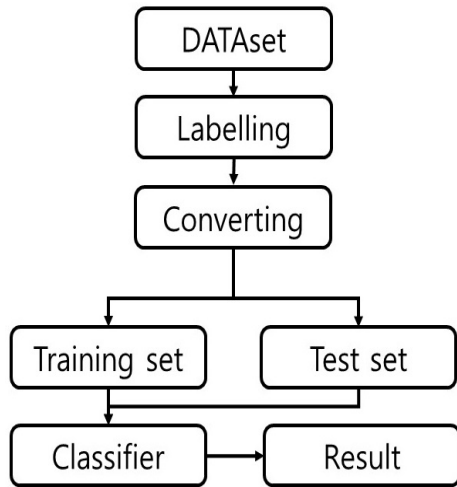 DATAset
Labelling
Converting
Training set
Test set
Classifier
Result